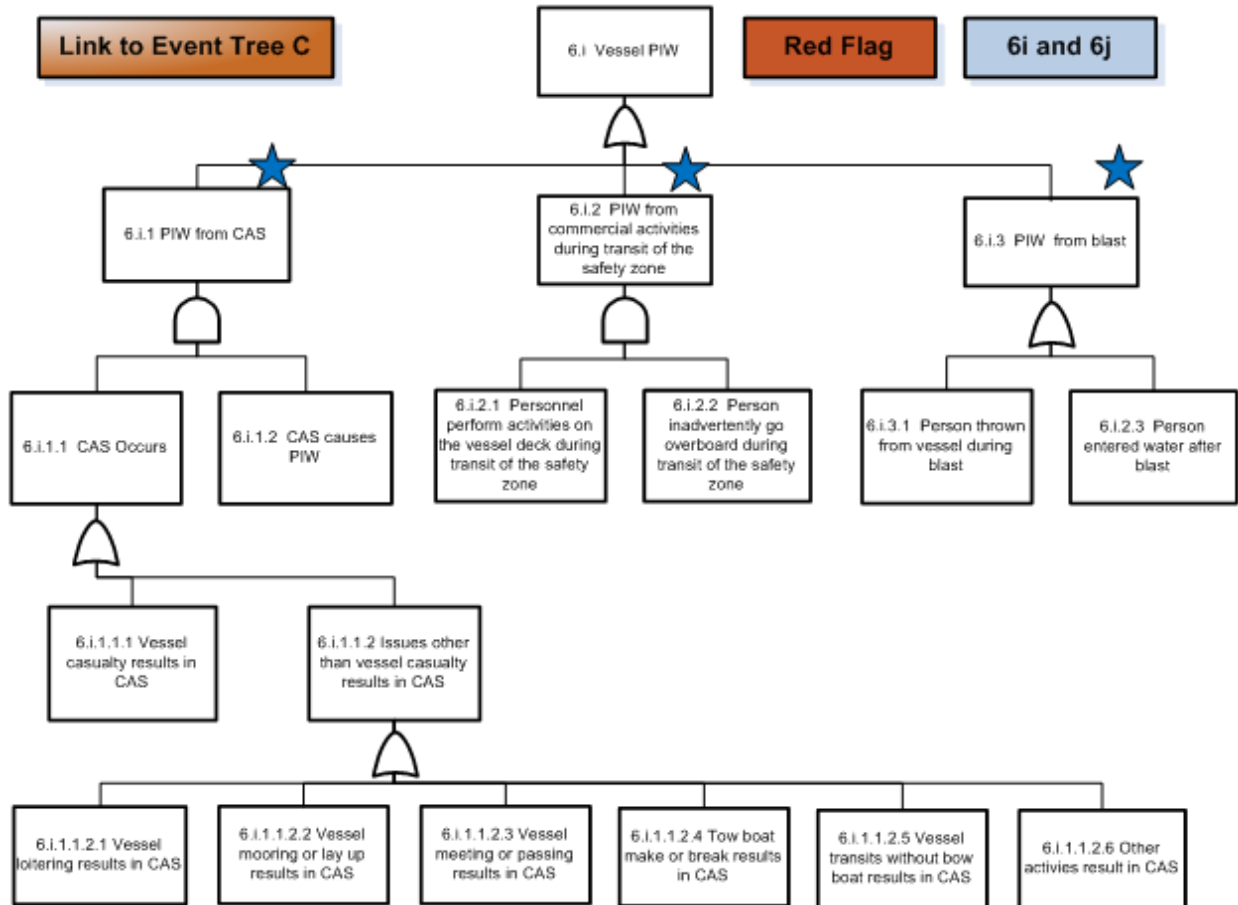 Link to Event Tree C
6.i Vessel PIW
Red Flag
6i and 6j
6.i.1 PIW from CAS
6.i.2 PIW from
commercial activities
during transit of the
safety zone
6.i.3 PIW from blast
6.i.1.1 CAS Occurs
6.i.1.2 CAS causes
PIW
6.i.2.1 Personnel
perform activities on
the vessel deck during
transit of the safety
zone
6.i.2.2 Person
inadvertently go
overboard during
transit of the safety
zone
6.i.3.1 Person thrown
from vessel during
blast
6.i.2.3 Person
entered water after
blast
6.i.1.1.1 Vessel
casualty results in
CAS
6.i.1.1.2 Issues other
than vessel casualty
results in CAS
6.i.1.1.2.1 Vessel
loitering results in CAS
6.i.1.1.2.2 Vessel
mooring or lay up
results in CAS
6.i.1.1.2.3 Vessel
meeting or passing
results in CAS
6.i.1.1.2.4 Tow boat
make or break results
in CAS
6.i.1.1.2.5 Vessel
transits without bow
boat results in CAS
6.i.1.1.2.6 Other
activies result in CAS